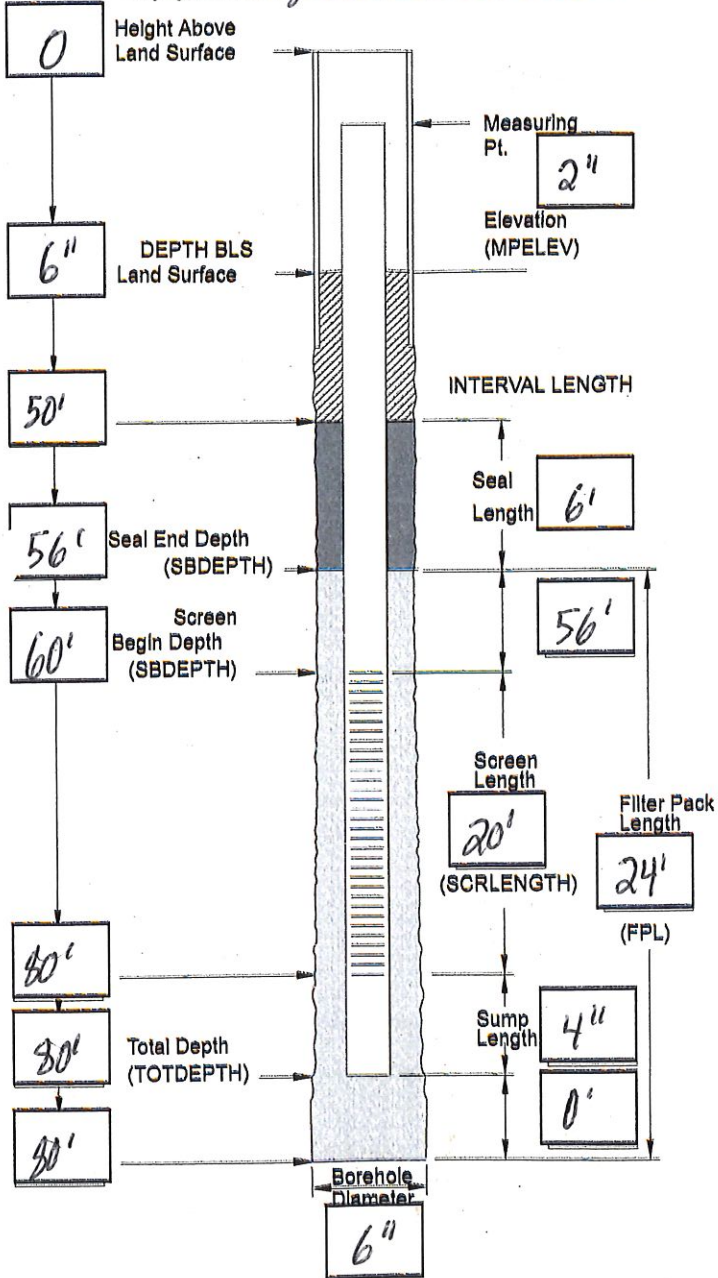 0
Height Above
Land Surface
Measuring
Pt.
2"
Elevation
(MPELEV)
6"
DEPTH BLS
Land Surface
50'
INTERVAL LENGTH
Seal
Length
6'
56'
Seal End Depth
(SBDEPTH)
56'
60'
Screen
Begin Depth
(SBDEPTH)
Screen
Length
20'
(SCRLENGTH)
Filter Pack
Length
24'
(FPL)
80'
Sump
Length
4"
80'
Total Depth
(TOTDEPTH)
0'
80'
Borehole
Diameter
6"